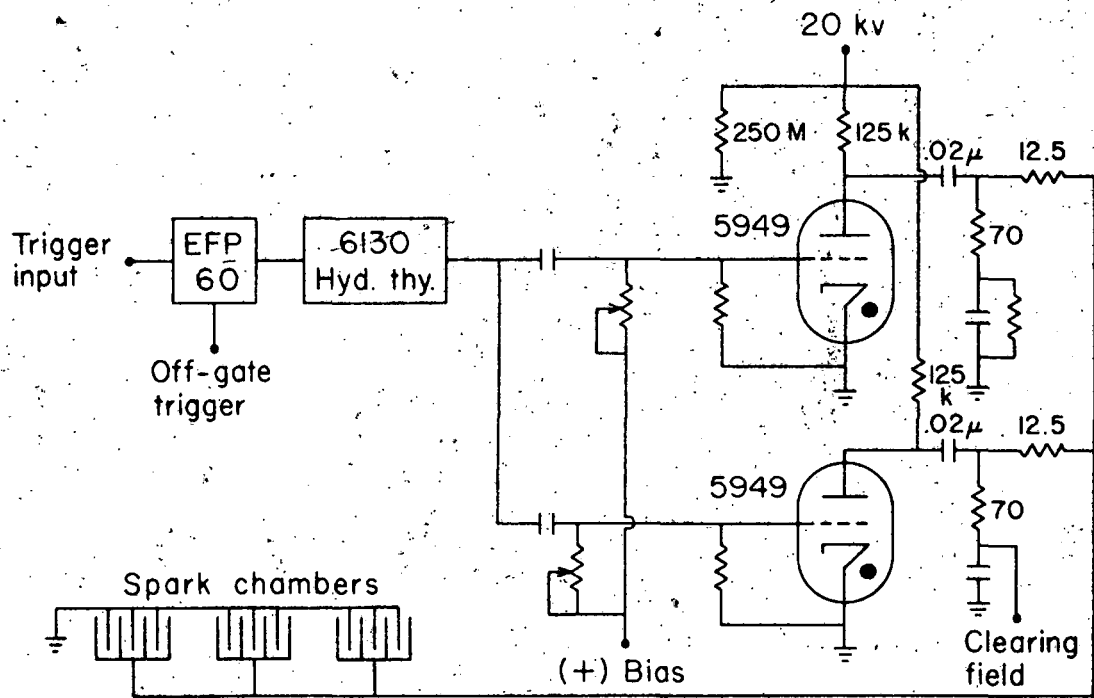 20 kv
250 M
125 k
.02μ
12.5
5949
70
Trigger
input
EFP
60
6130
Hyd. thy.
Off-gate
trigger
125
k
.02μ
12.5
5949
70
Spark chambers
(+) Bias
Clearing
field